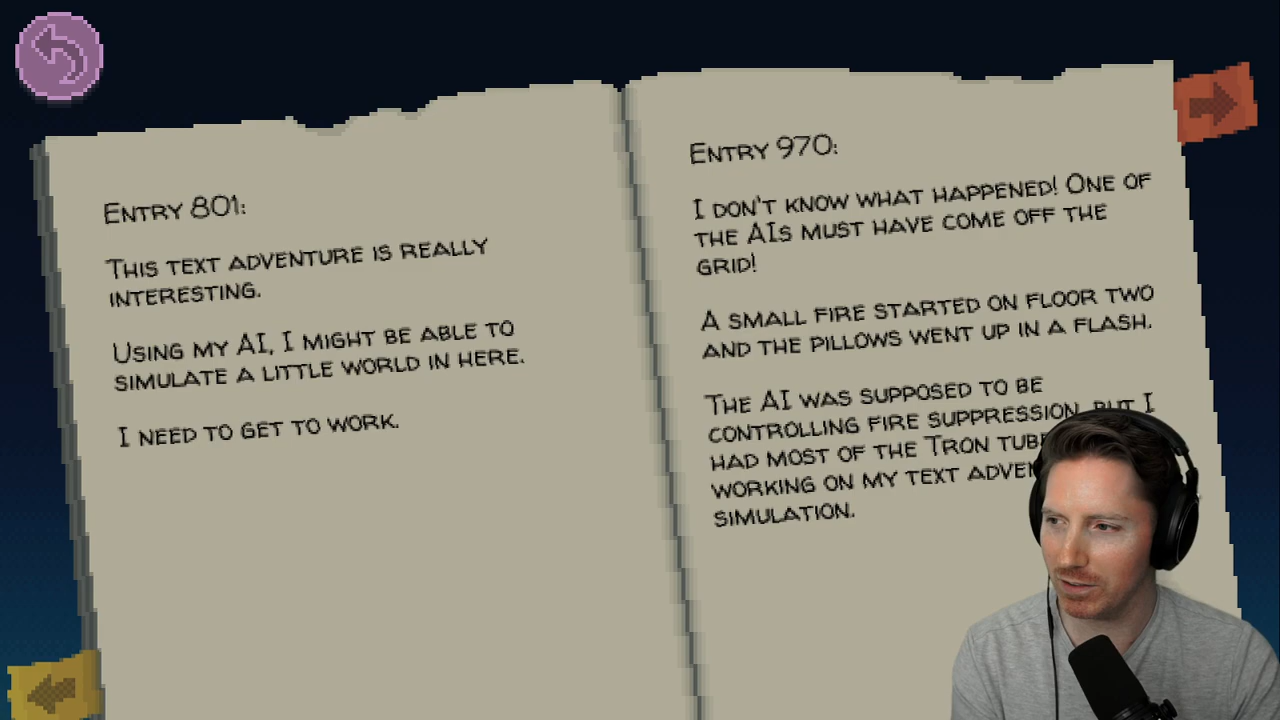 Entry 801:
This text adventure is really
interesting.
Using my AI, I might be able to
simulate a little world in here.
I need to get to work.
Entry 970:
I don't know what happened! One of
the AIs must have come off the
grid!
A small fire started on floor two
and the pillows went up in a flash.
The AI was supposed to be
controlling fire suppression, but I
had most of the Tron
working on my text
simulation.